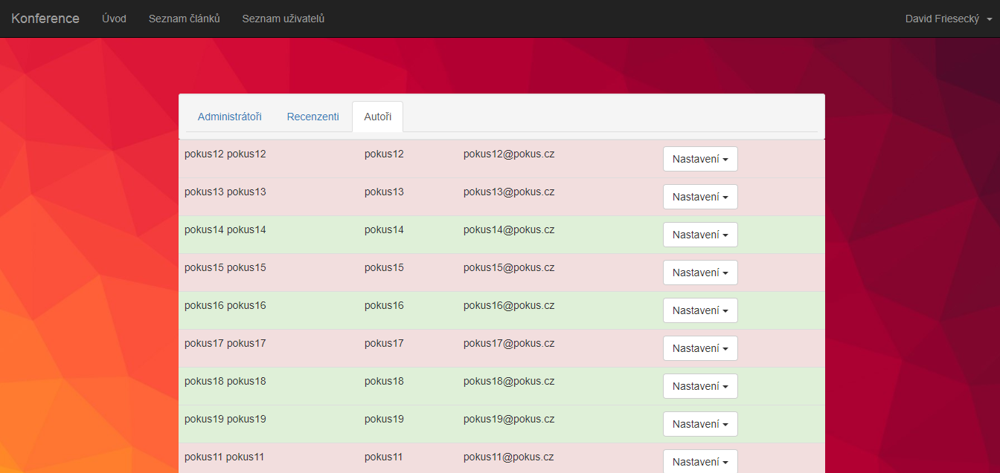 Konference Úvod Seznam článků Seznam uživatelů David Friesecký
Administrátoři Recenzenti Autoři
pokus12 pokus12 pokus12 pokus12@pokus.cz Nastavení
pokus13 pokus13 pokus13 pokus13@pokus.cz Nastavení
pokus14 pokus14 pokus14 pokus14@pokus.cz Nastavení
pokus15 pokus15 pokus15 pokus15@pokus.cz Nastavení
pokus16 pokus16 pokus16 pokus16@pokus.cz Nastavení
pokus17 pokus17 pokus17 pokus17@pokus.cz Nastavení
pokus18 pokus18 pokus18 pokus18@pokus.cz Nastavení
pokus19 pokus19 pokus19 pokus19@pokus.cz Nastavení
pokus11 pokus11 pokus11 pokus11@pokus.cz Nastavení